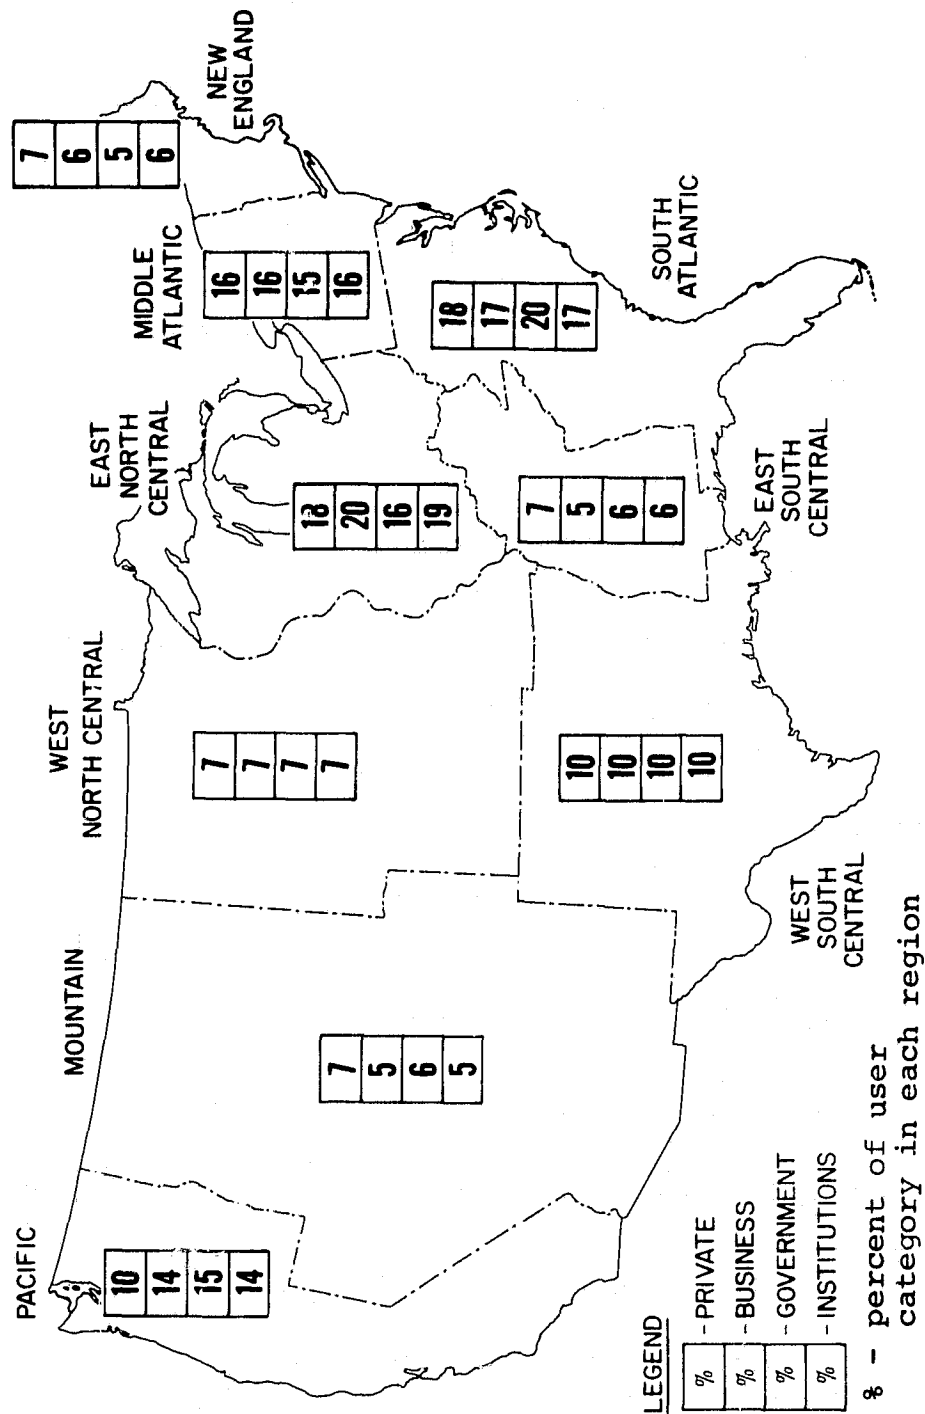 PACIFIC
10
14
15
14
MOUNTAIN
7
5
6
5
WEST
NORTH CENTRAL
7
7
7
7
EAST
NORTH
CENTRAL
18
20
16
19
MIDDLE
ATLANTIC
16
16
15
16
NEW
ENGLAND
7
6
5
6
SOUTH
ATLANTIC
18
17
20
17
EAST
SOUTH
CENTRAL
7
5
6
6
WEST
SOUTH
CENTRAL
10
10
10
10
LEGEND
% - PRIVATE
% - BUSINESS
% - GOVERNMENT
% - INSTITUTIONS
% - percent of user
category in each region